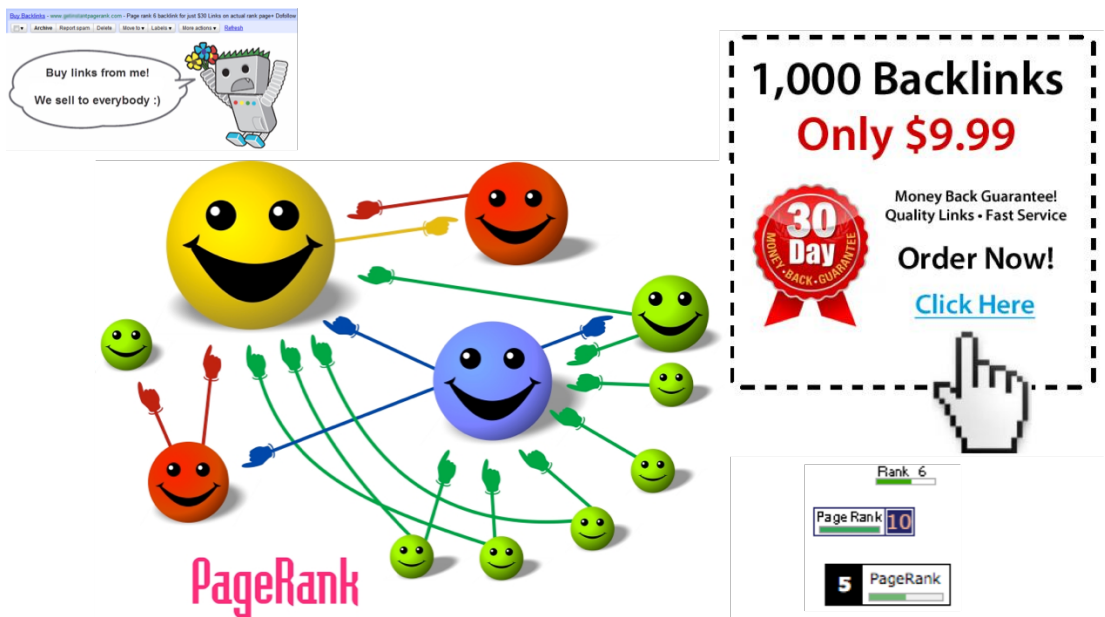 Buy Backlinks - www.getinstantpagerank.com - Page rank 6 backlink for just $30 Links on actual rank page+ Dofollow
Archive Report spam Delete Move to ▾ Labels ▾ More actions ▾ Refresh
Buy links from me!
We sell to everybody :)
1,000 Backlinks
Only $9.99
30
Day
MONEY • BACK • GUARANTEE
Money Back Guarantee!
Quality Links • Fast Service
Order Now!
Click Here
Rank 6
Page Rank 10
5 PageRank
PageRank